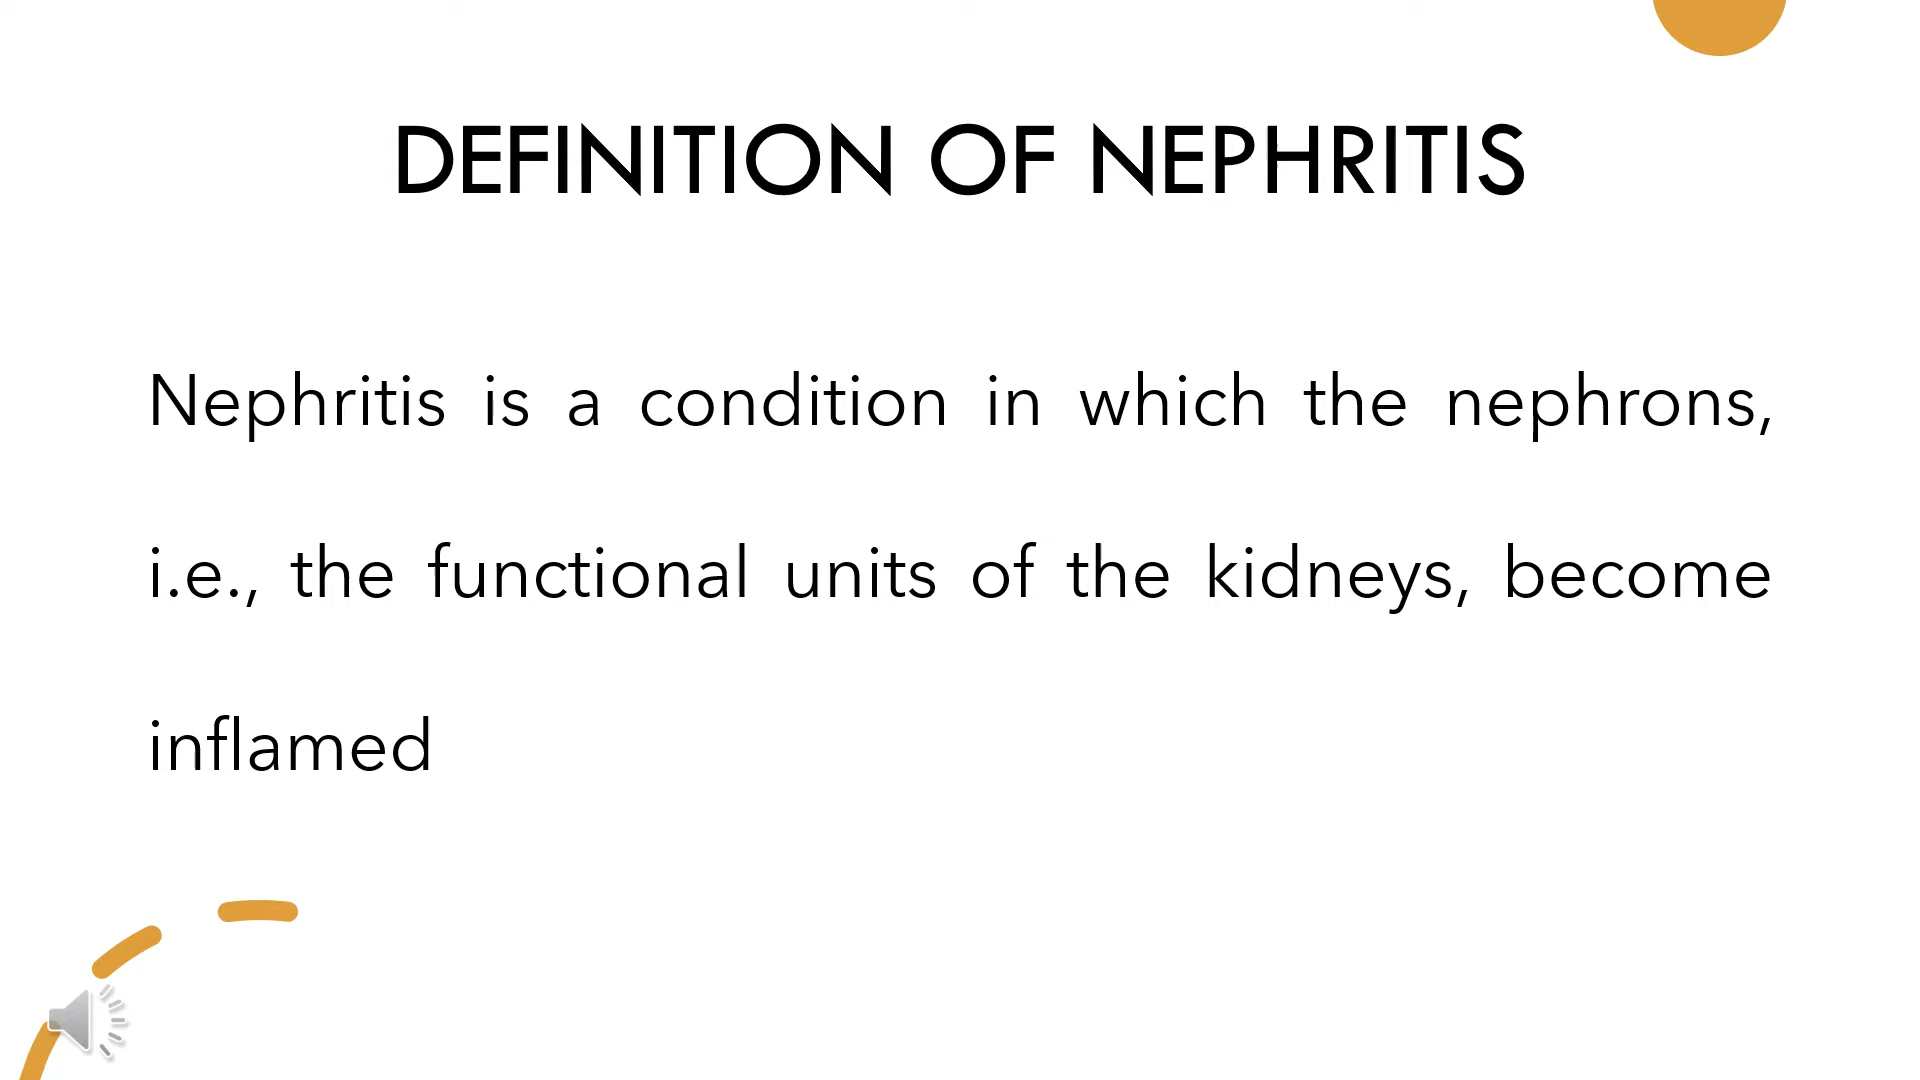 DEFINITION OF NEPHRITIS
Nephritis is a condition in which the nephrons,
i.e., the functional units of the kidneys, become
inflamed